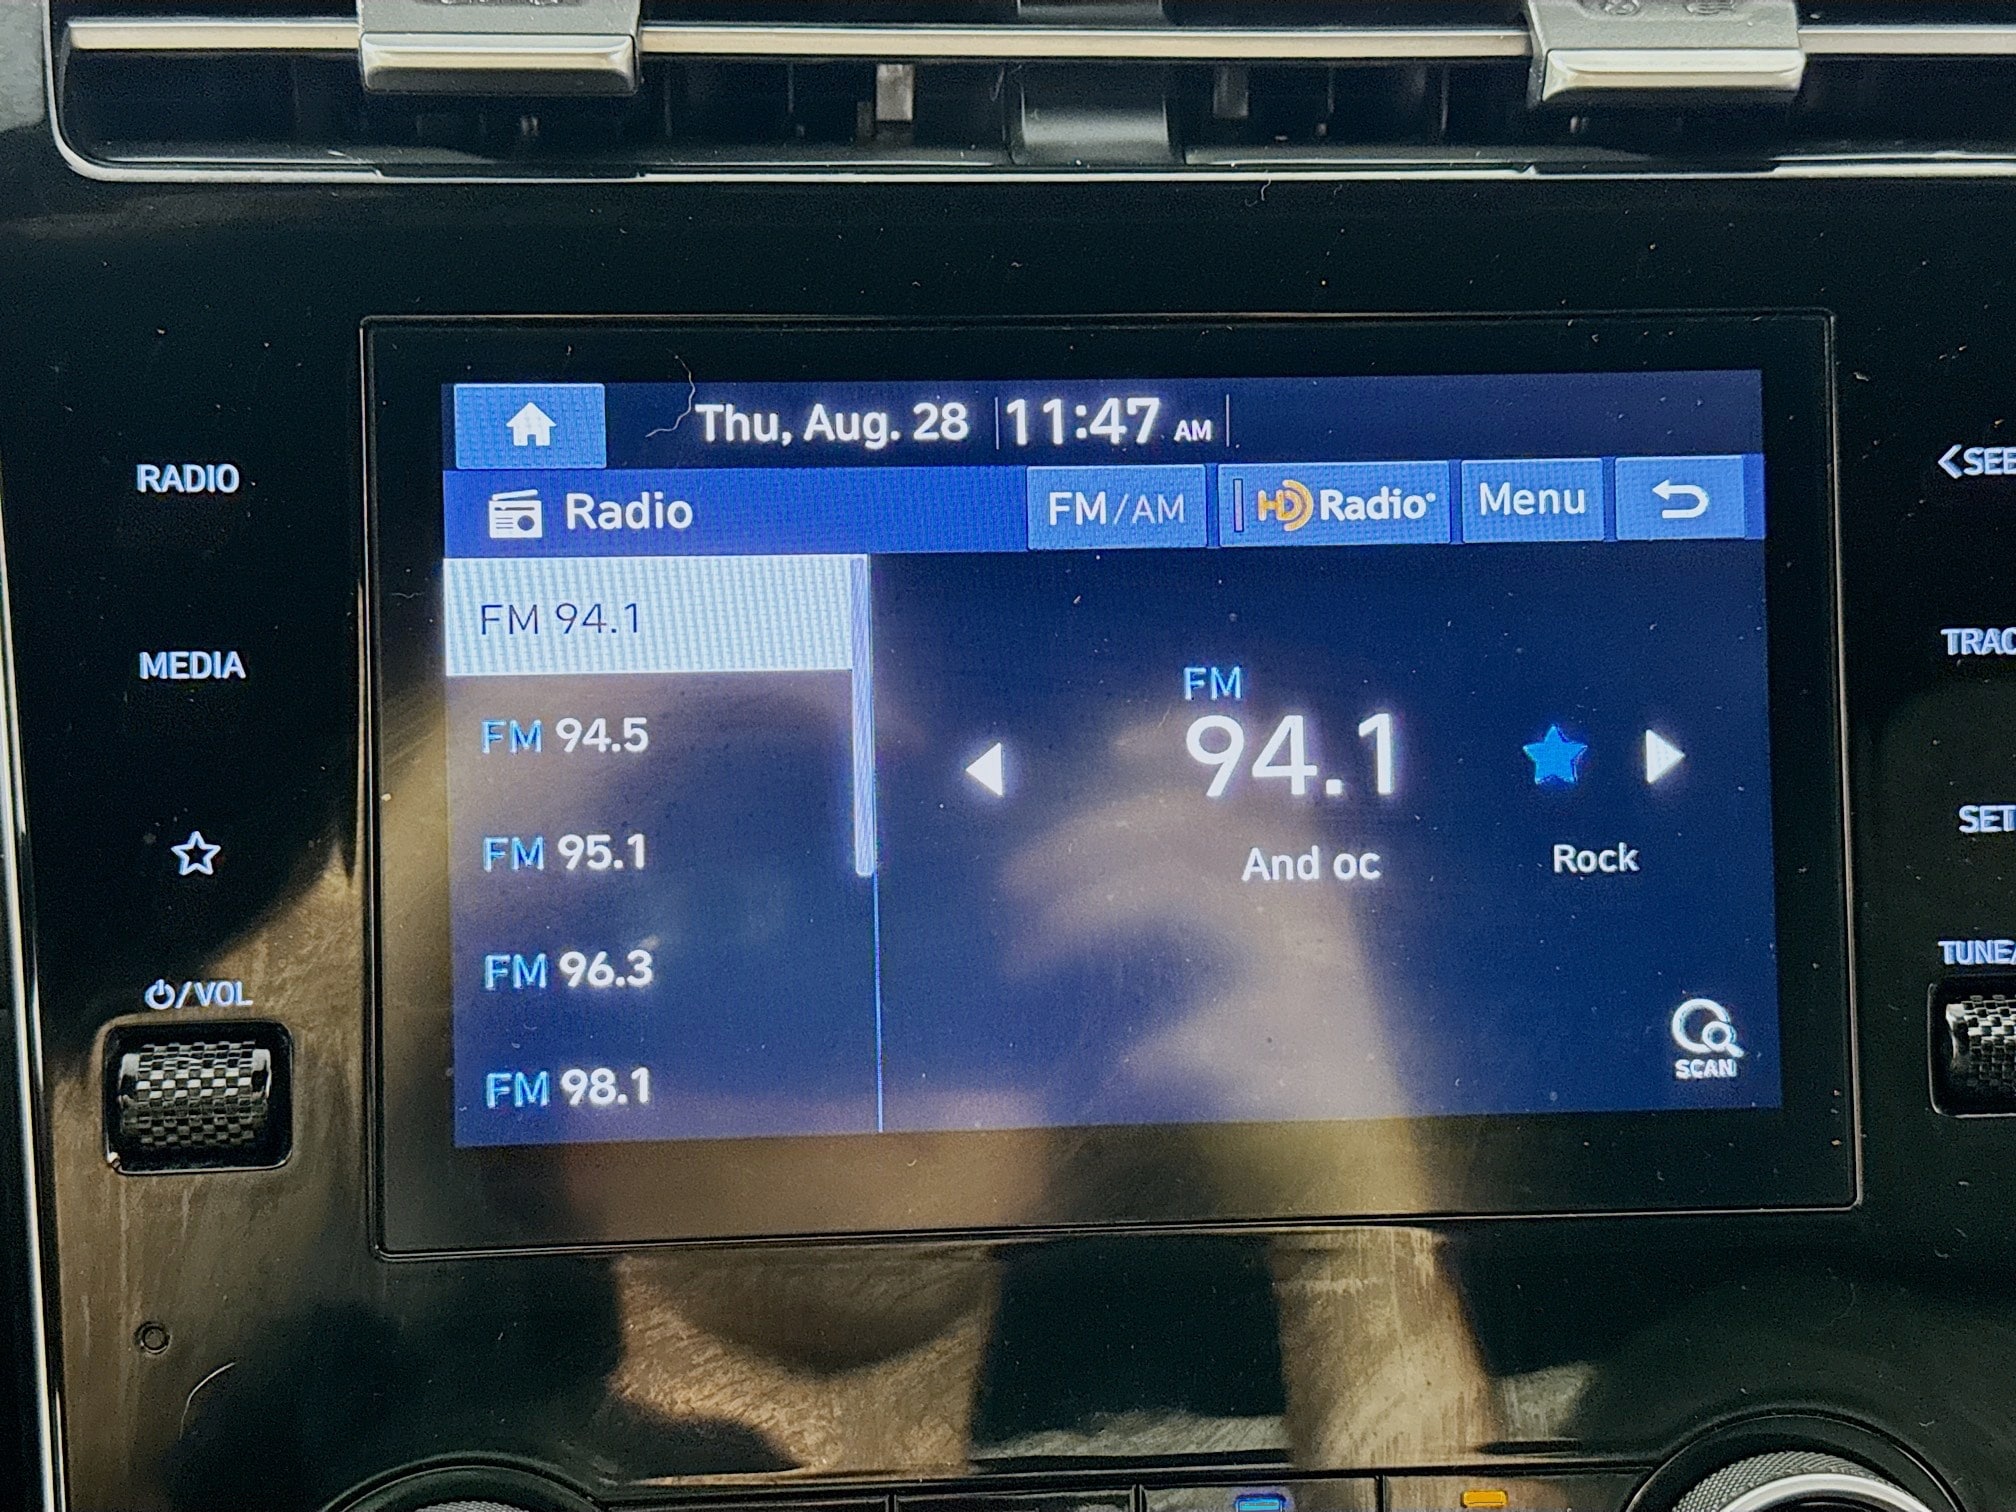 Thu, Aug. 28 11:47 AM
Radio FM/AM HD Radio Menu
FM 94.1
FM 94.5
FM 95.1
FM 96.3
FM 98.1
FM
94.1
And oc Rock
SCAN
RADIO
MEDIA
/VOL
<SEE
TRAC
SET
TUNE/